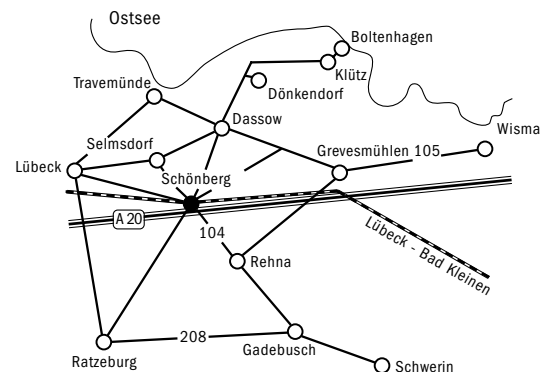 Ostsee
Boltenhagen
Klütz
Travemünde
Dönkendorf
Dassow
Wisma
Selmsdorf
Grevesmühlen 105
Lübeck
Schönberg
A 20
104
Lübeck - Bad Kleinen
Rehna
208
Gadebusch
Ratzeburg
Schwerin